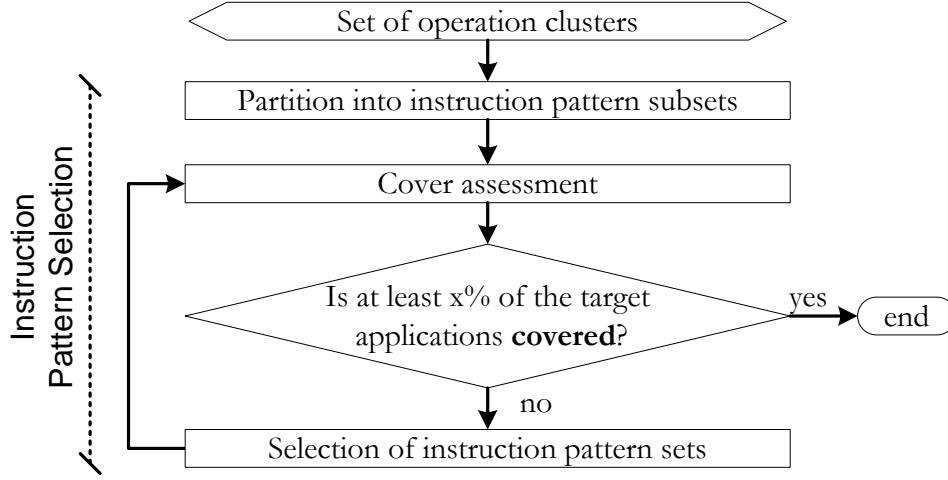 Set of operation clusters
Partition into instruction pattern subsets
Cover assessment
Is at least x% of the target
applications covered?
yes
end
no
Selection of instruction pattern sets
Instruction
Pattern Selection